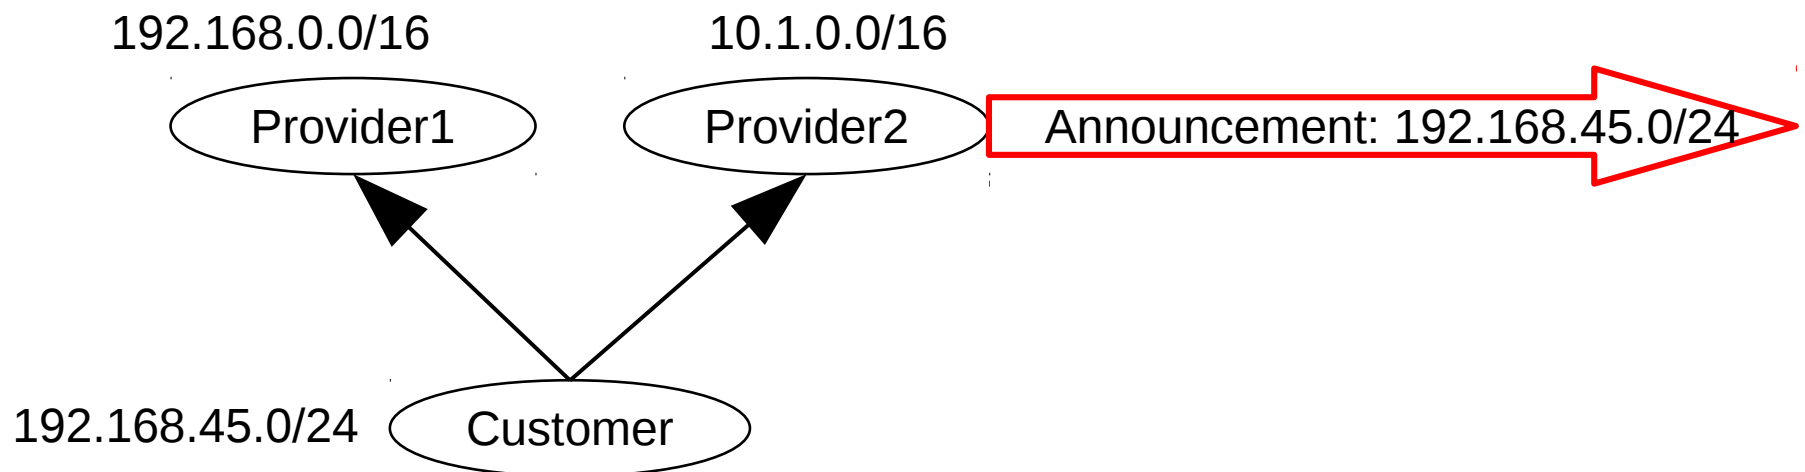 192.168.0.0/16
10.1.0.0/16
Provider1
Provider2
Announcement: 192.168.45.0/24
192.168.45.0/24
Customer